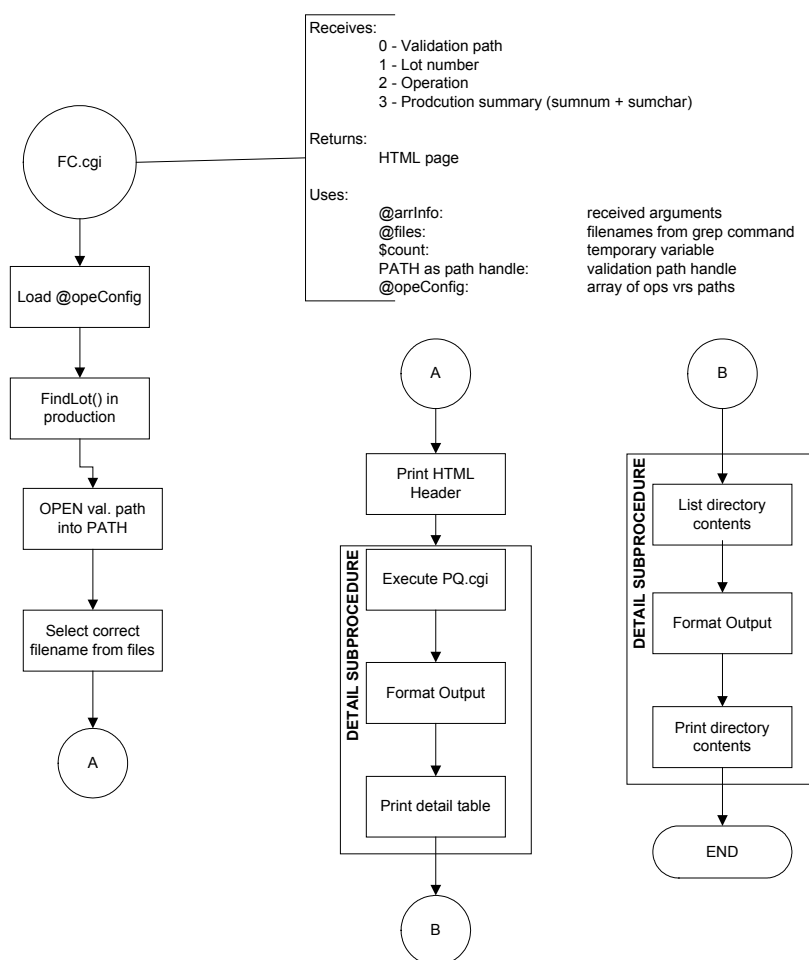 Receives:
0 - Validation path
1 - Lot number
2 - Operation
3 - Prodcution summary (sumnum + sumchar)
Returns:
HTML page
Uses:
@arrInfo: received arguments
@files: filenames from grep command
$count: temporary variable
PATH as path handle: validation path handle
@opeConfig: array of ops vrs paths
FC.cgi
Load @opeConfig
FindLot() in
production
OPEN val. path
into PATH
Select correct
filename from files
A
A
Print HTML
Header
DETAIL SUBPROCEDURE
Execute PQ.cgi
Format Output
Print detail table
B
B
DETAIL SUBPROCEDURE
List directory
contents
Format Output
Print directory
contents
END